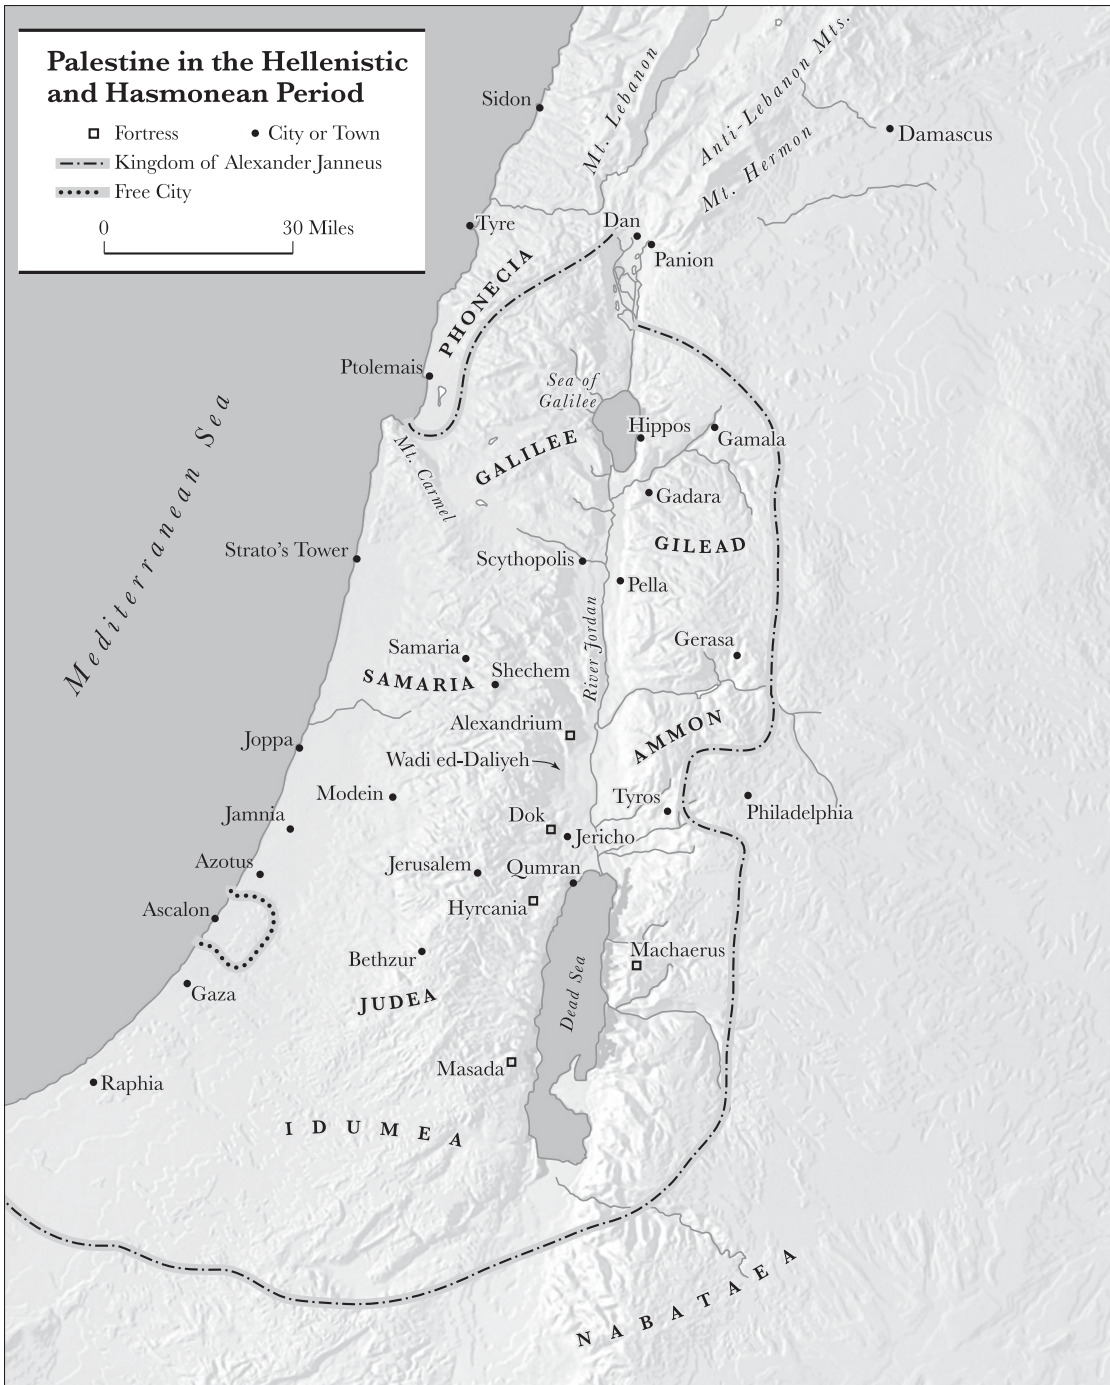 Palestine in the Hellenistic
and Hasmonean Period
Fortress
City or Town
Kingdom of Alexander Janneus
Free City
0
30 Miles
Mt. Lebanon
Anti-Lebanon Mts.
Mt. Hermon
Sidon
Damascus
Tyre
Dan
Panion
PHONECIA
Ptolemais
Sea of
Galilee
Hippos
Gamala
GALILEE
Mt. Carmel
Gadara
Mediterranean Sea
GILEAD
Strato's Tower
Scythopolis
Pella
River Jordan
Gerasa
Samaria
Shechem
SAMARIA
Alexandrium
AMMON
Joppa
Wadi ed-Daliyeh
Modein
Tyros
Philadelphia
Jamnia
Dok
Jericho
Azotus
Jerusalem
Qumran
Ascalon
Hyrcania
Bethzur
Machaerus
Gaza
JUDEA
Dead Sea
Masada
Raphia
IDUMEA
NABATAEA